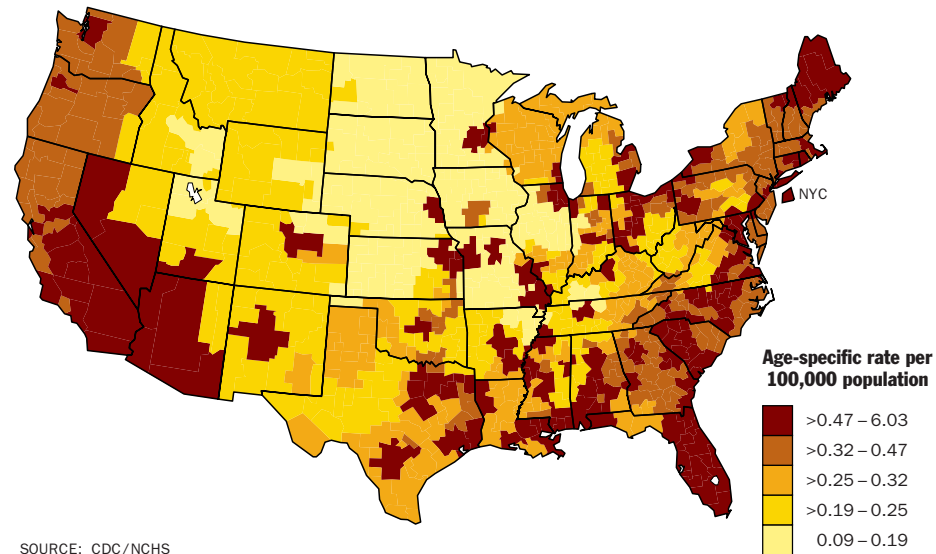 NYC
Age-specific rate per
100,000 population
>0.47 – 6.03
>0.32 – 0.47
>0.25 – 0.32
>0.19 – 0.25
0.09 – 0.19
SOURCE: CDC/NCHS